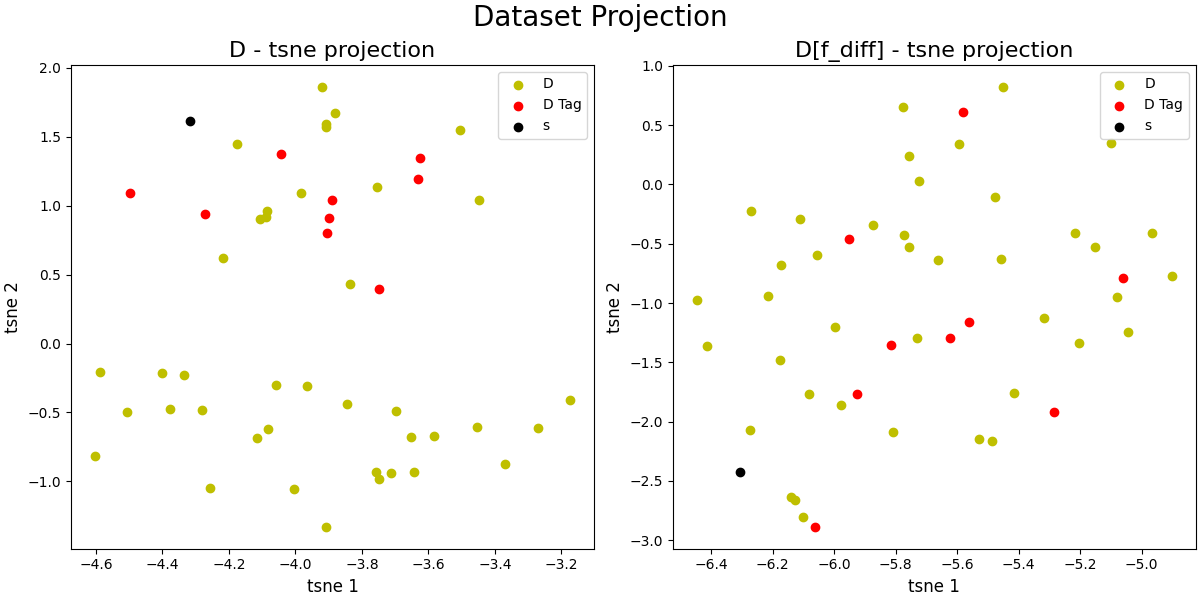 Dataset Projection
D - tsne projection
2.0
1.5
1.0
0.5
0.0
−0.5
−1.0
tsne 2
−4.6 −4.4 −4.2 −4.0 −3.8 −3.6 −3.4 −3.2
tsne 1
D
D Tag
s
D[f_diff] - tsne projection
1.0
0.5
0.0
−0.5
−1.0
−1.5
−2.0
−2.5
−3.0
tsne 2
−6.4 −6.2 −6.0 −5.8 −5.6 −5.4 −5.2 −5.0
tsne 1
D
D Tag
s